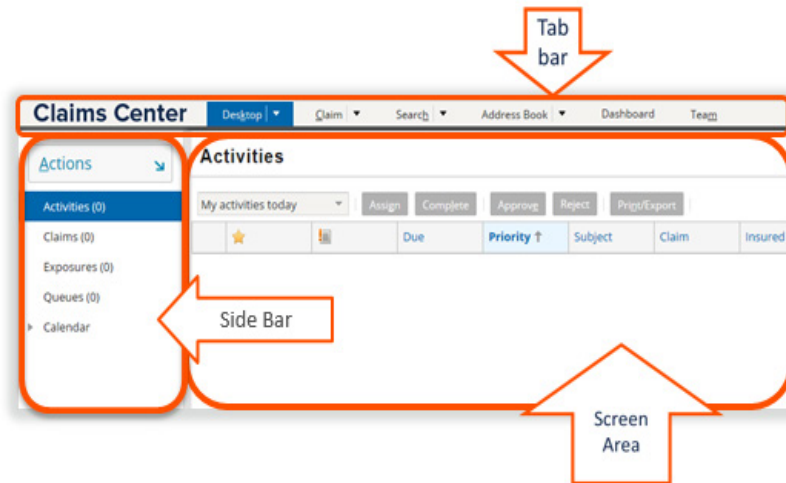 Tab
bar
Claims Center Desktop Claim Search Address Book Dashboard Team
Actions
Activities
Activities (0)
My activities today Assign Complete Approve Reject Print/Export
Claims (0)
Due Priority ↑ Subject Claim Insured
Exposures (0)
Queues (0)
Calendar
Side Bar
Screen
Area